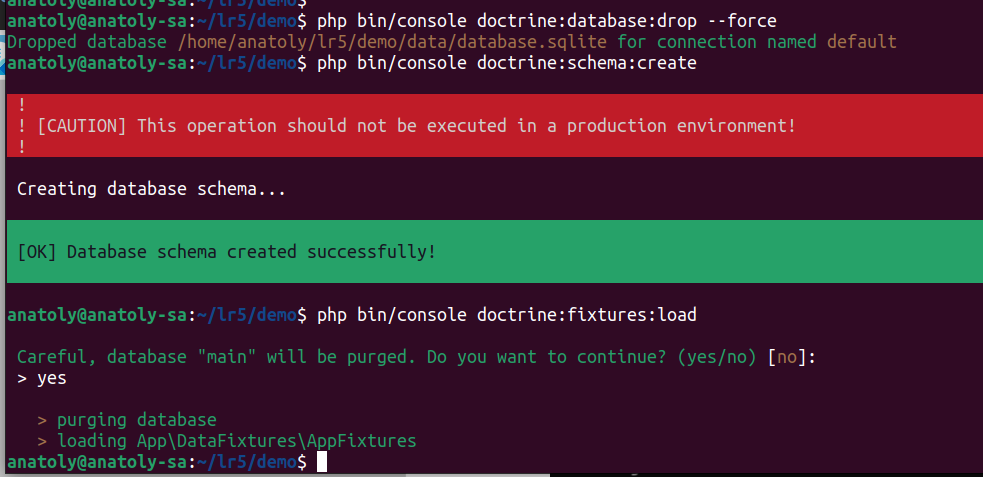 anatoly@anatoly-sa:~/lr5/demo$
anatoly@anatoly-sa:~/lr5/demo$ php bin/console doctrine:database:drop --force
Dropped database /home/anatoly/lr5/demo/data/database.sqlite for connection named default
anatoly@anatoly-sa:~/lr5/demo$ php bin/console doctrine:schema:create
!
! [CAUTION] This operation should not be executed in a production environment!
!
Creating database schema...
[OK] Database schema created successfully!
anatoly@anatoly-sa:~/lr5/demo$ php bin/console doctrine:fixtures:load
Careful, database "main" will be purged. Do you want to continue? (yes/no) [no]:
> yes
> purging database
> loading App\DataFixtures\AppFixtures
anatoly@anatoly-sa:~/lr5/demo$